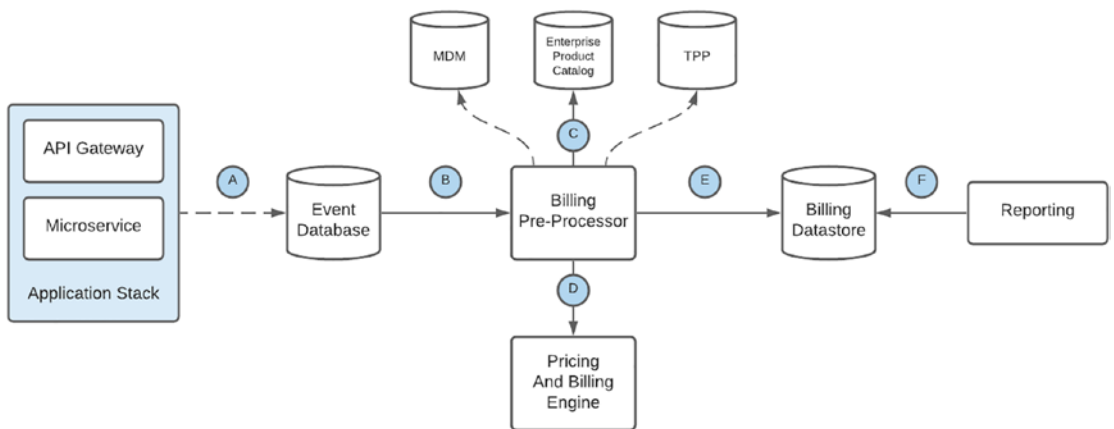 MDM
Enterprise
Product
Catalog
TPP
C
API Gateway
Microservice
Application Stack
A
Event
Database
B
Billing
Pre-Processor
E
Billing
Datastore
F
Reporting
D
Pricing
And Billing
Engine